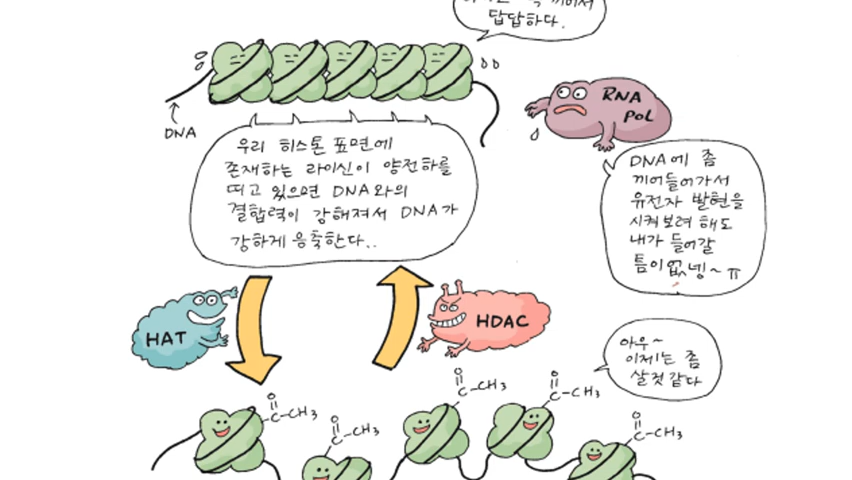 답답하다.
DNA
RNA
POL
우리 히스톤 표면에
존재하는 라이신이 양전하를
띠고 있으면 DNA와의
결합력이 강해져서 DNA가
강하게 응축한다..
DNA에 좀
끼어들어가서
유전자 발현을
시켜보려 해도
내가 들어갈
틈이 없넹~ ㅠ
HAT
HDAC
아우~
이제는 좀
살것 같다
O
C-CH3
O
C-CH3
O
C-CH3
O
C-CH3
O
C-CH3